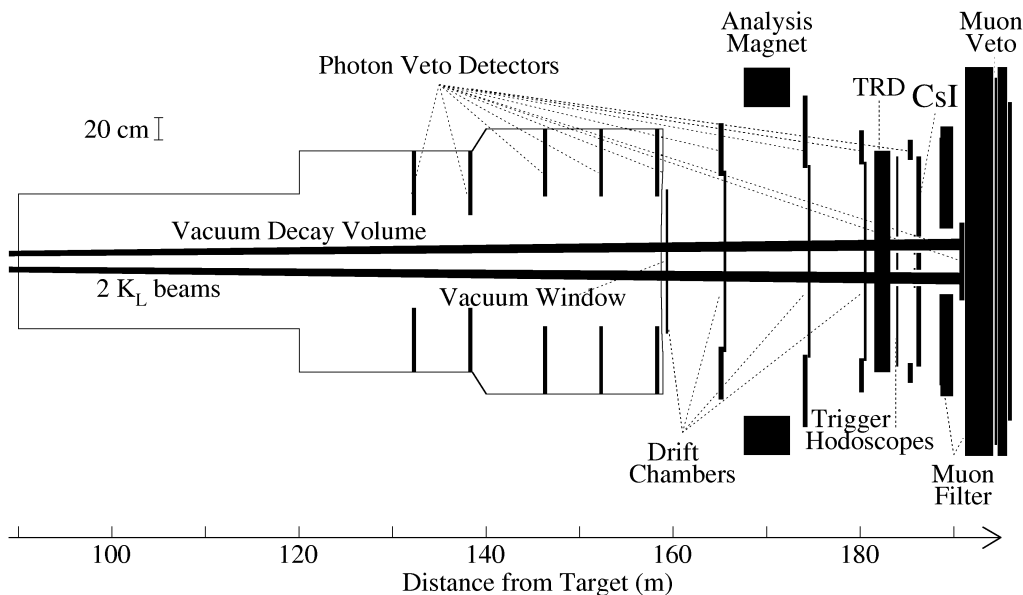 Analysis
Magnet
Muon
Veto
Photon Veto Detectors
TRD
CsI
20 cm
Vacuum Decay Volume
2 K_L beams
Vacuum Window
Trigger
Hodoscopes
Drift
Chambers
Muon
Filter
100 120 140 160 180
Distance from Target (m)